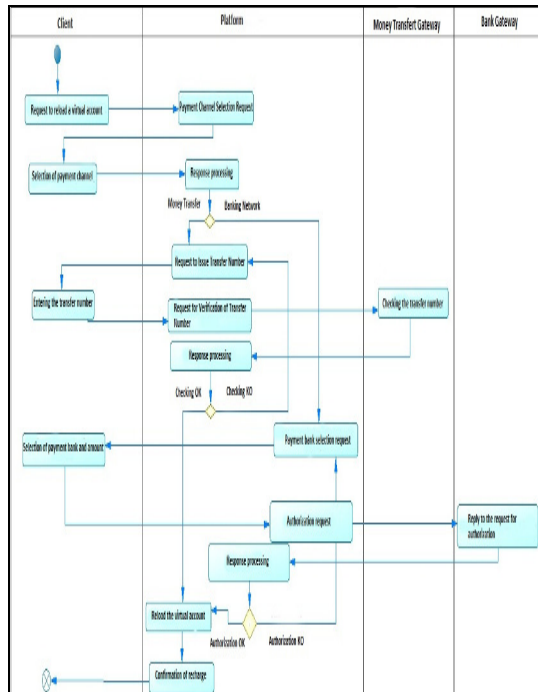 Client
Platform
Money Transfert Gateway
Bank Gateway
Request to reload a virtual account
Payment Channel Selection Request
Selection of payment channel
Response processing
Money Transfer
Banking Network
Request to Issue Transfer Number
Entering the transfer number
Request for Verification of Transfer
Number
Checking the transfer number
Response processing
Checking OK
Checking KO
Selection of payment bank and amount
Payment bank selection request
Authorization request
Reply to the request for
authorization
Response processing
Reload the virtual account
Authorization OK
Authorization KO
Confirmation of recharge